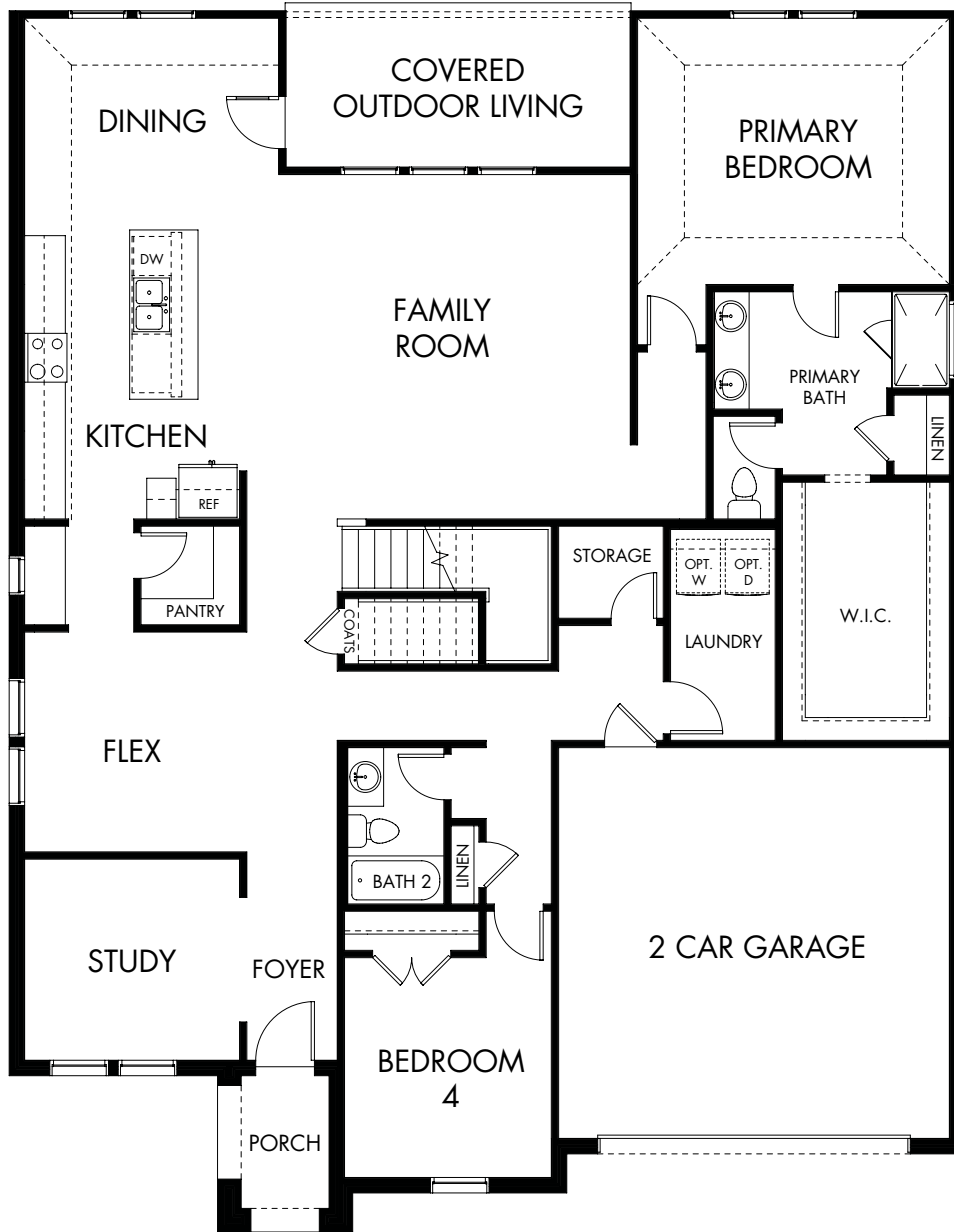 COVERED
OUTDOOR LIVING
DINING
PRIMARY
BEDROOM
DW
FAMILY
ROOM
PRIMARY
BATH
LINEN
KITCHEN
REF
STORAGE
OPT.
W
OPT.
D
PANTRY
COATS
LAUNDRY
W.I.C.
FLEX
BATH 2
LINEN
STUDY
FOYER
2 CAR GARAGE
BEDROOM
4
PORCH